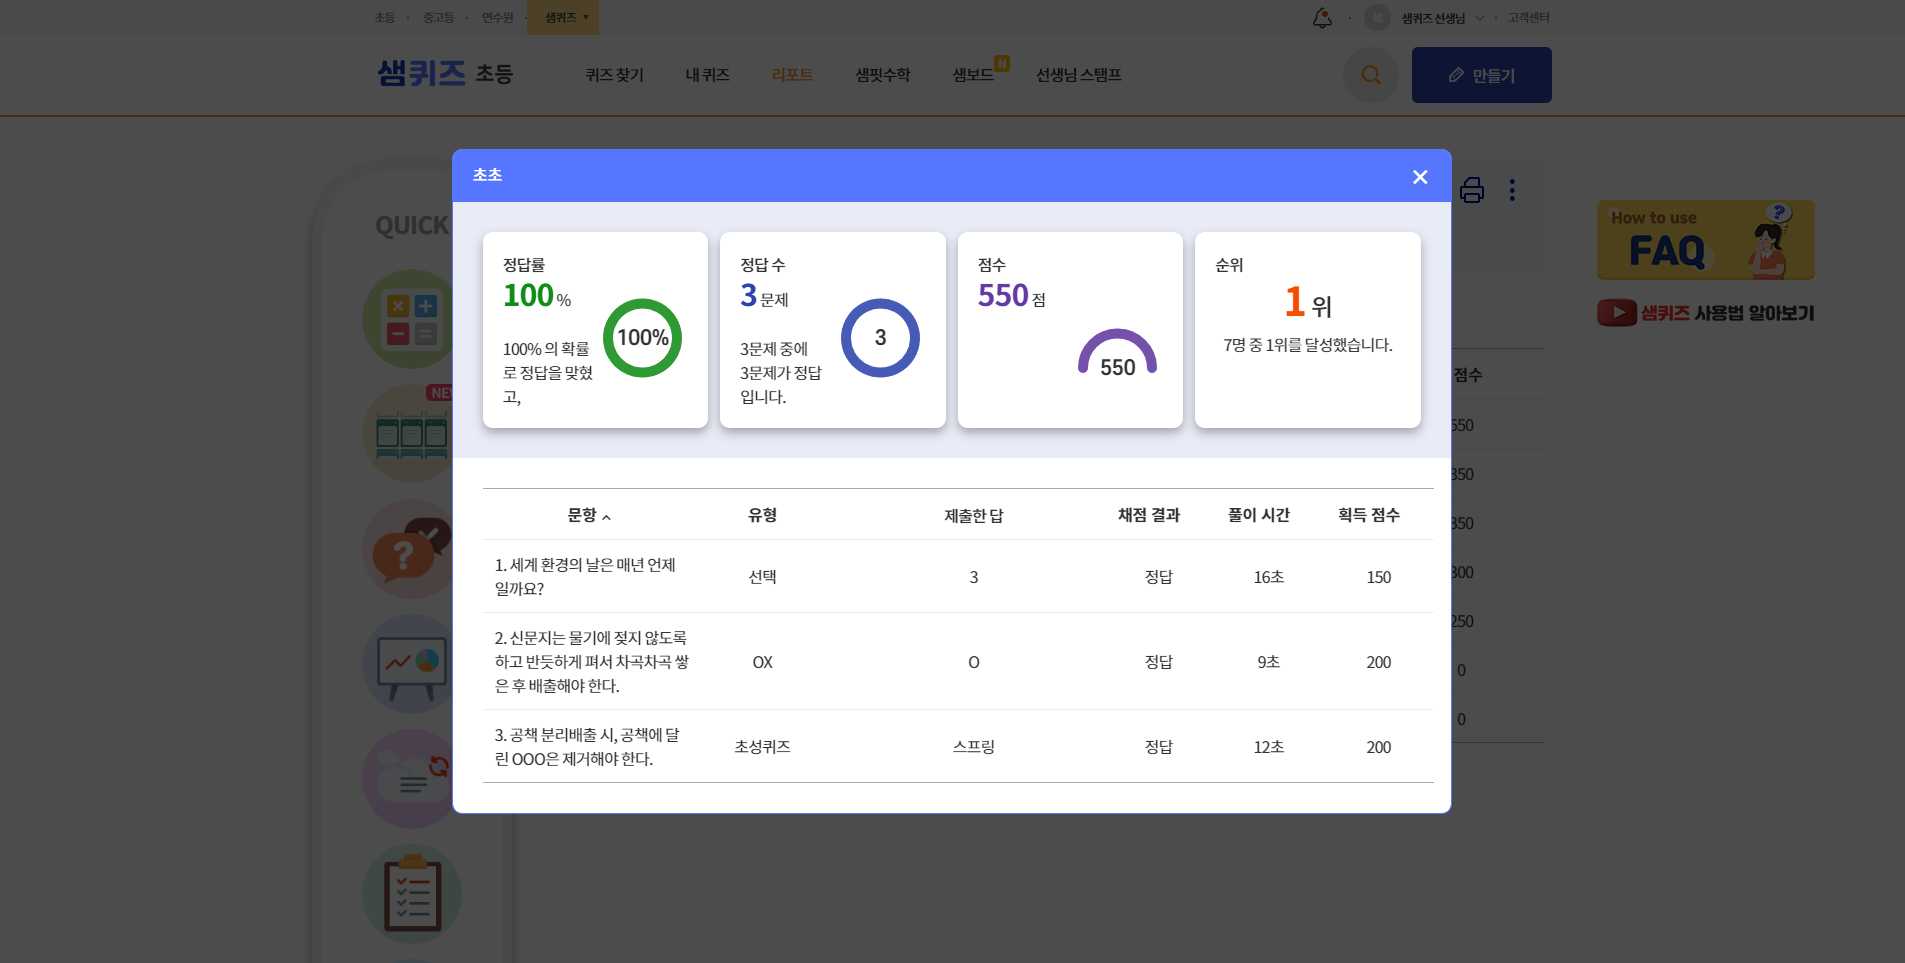 초등 · 중고등 · 연수원 · 샘퀴즈
· 샘퀴즈 선생님 · 고객센터
샘퀴즈 초등
퀴즈 찾기
내 퀴즈
리포트
샘핏수학
샘보드
N
선생님 스탬프
만들기
QUICK
NEW
How to use
FAQ
샘퀴즈 사용법 알아보기
초초
정답률
100 %
100% 의 확률
로 정답을 맞혔
고,
100%
정답 수
3 문제
3문제 중에
3문제가 정답
입니다.
3
점수
550 점
550
순위
1 위
7명 중 1위를 달성했습니다.
문항 유형 제출한 답 채점 결과 풀이 시간 획득 점수
1. 세계 환경의 날은 매년 언제
일까요?
선택 3 정답 16초 150
2. 신문지는 물기에 젖지 않도록
하고 반듯하게 펴서 차곡차곡 쌓
은 후 배출해야 한다.
OX O 정답 9초 200
3. 공책 분리배출 시, 공책에 달
린 OOO은 제거해야 한다.
초성퀴즈 스프링 정답 12초 200
점수
550
350
350
300
250
0
0